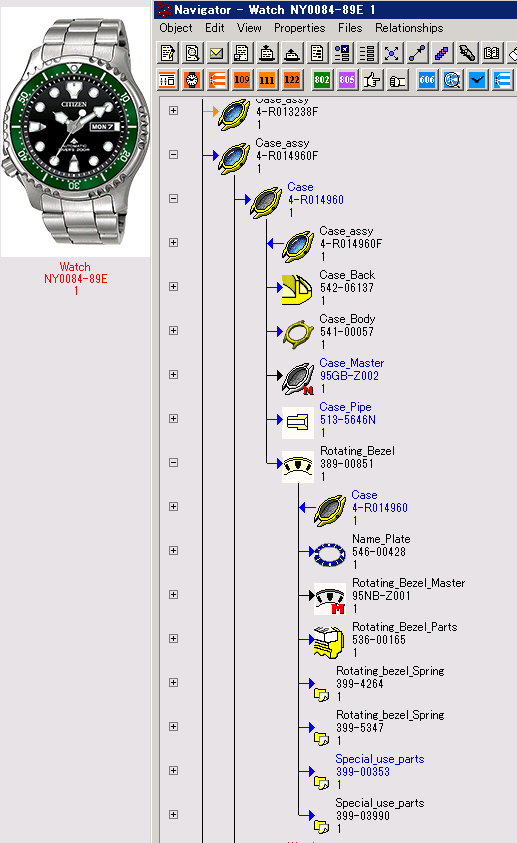 CITIZEN
MON 7
AUTOMATIC
DIVER'S 200m
Watch
NY0084-89E
1
Navigator - Watch NY0084-89E 1
Object Edit View Properties Files Relationships
109 111 122 802 805 606
Case_assy
4-R013238F
1
Case_assy
4-R014960F
1
Case
4-R014960
1
Case_assy
4-R014960F
1
Case_Back
542-06137
1
Case_Body
541-00057
1
Case_Master
95GB-Z002
1
Case_Pipe
513-5646N
1
Rotating_Bezel
389-00851
1
Case
4-R014960
1
Name_Plate
546-00428
1
Rotating_Bezel_Master
95NB-Z001
1
Rotating_Bezel_Parts
536-00165
1
Rotating_bezel_Spring
399-4264
1
Rotating_bezel_Spring
399-5347
1
Special_use_parts
399-00353
1
Special_use_parts
399-03990
1